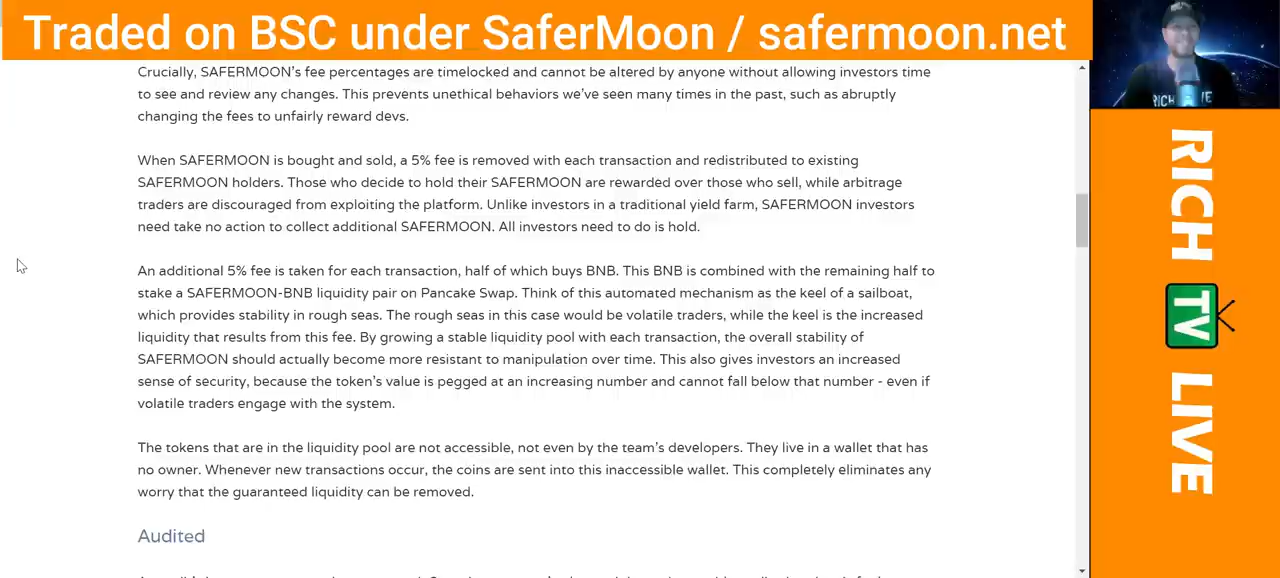 Traded on BSC under SaferMoon / safermoon.net
Crucially, SAFERMOON's fee percentages are timelocked and cannot be altered by anyone without allowing investors time
to see and review any changes. This prevents unethical behaviors we've seen many times in the past, such as abruptly
changing the fees to unfairly reward devs.
When SAFERMOON is bought and sold, a 5% fee is removed with each transaction and redistributed to existing
SAFERMOON holders. Those who decide to hold their SAFERMOON are rewarded over those who sell, while arbitrage
traders are discouraged from exploiting the platform. Unlike investors in a traditional yield farm, SAFERMOON investors
need take no action to collect additional SAFERMOON. All investors need to do is hold.
An additional 5% fee is taken for each transaction, half of which buys BNB. This BNB is combined with the remaining half to
stake a SAFERMOON-BNB liquidity pair on Pancake Swap. Think of this automated mechanism as the keel of a sailboat,
which provides stability in rough seas. The rough seas in this case would be volatile traders, while the keel is the increased
liquidity that results from this fee. By growing a stable liquidity pool with each transaction, the overall stability of
SAFERMOON should actually become more resistant to manipulation over time. This also gives investors an increased
sense of security, because the token's value is pegged at an increasing number and cannot fall below that number - even if
volatile traders engage with the system.
The tokens that are in the liquidity pool are not accessible, not even by the team's developers. They live in a wallet that has
no owner. Whenever new transactions occur, the coins are sent into this inaccessible wallet. This completely eliminates any
worry that the guaranteed liquidity can be removed.
Audited
RICH TV LIVE